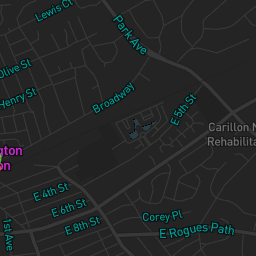 Lewis Ct
Park Ave
Olive St
Henry St
Broadway
E 5th St
Carillon N
Rehabilita
gton
on
E 4th St
E 6th St
E 8th St
1st Ave
Corey Pl
E Rogues Path